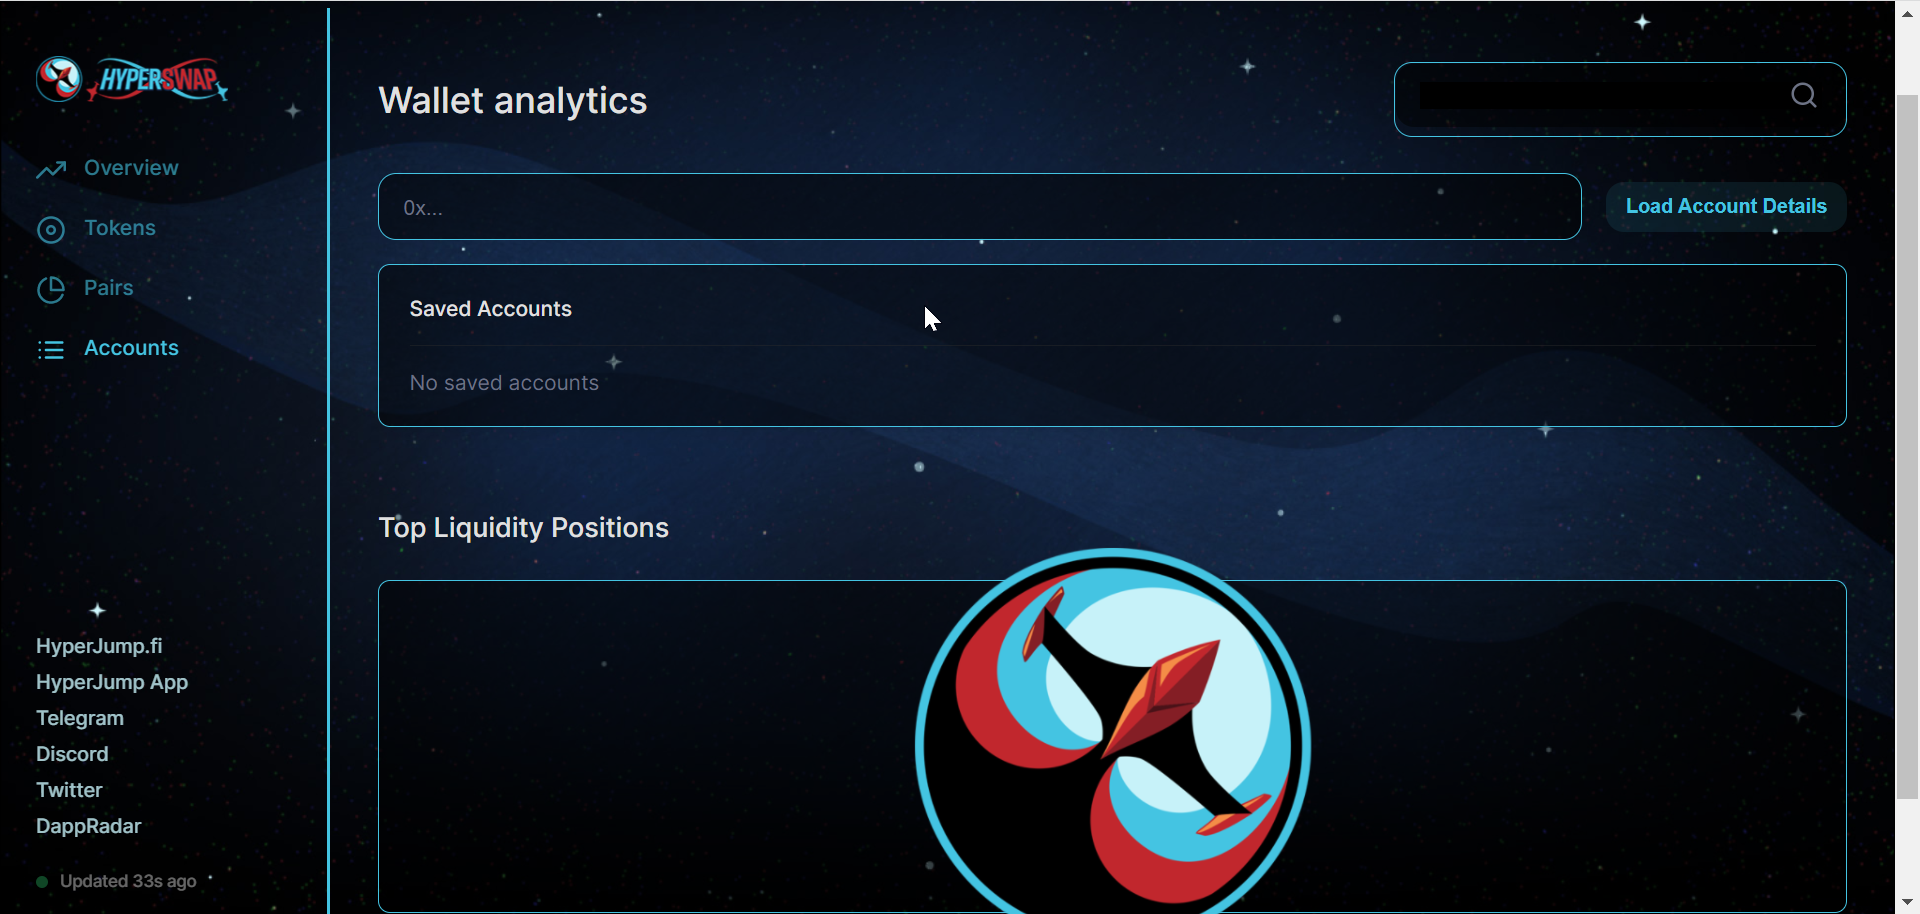 HYPERSWAP
Overview
Tokens
Pairs
Accounts
HyperJump.fi
HyperJump App
Telegram
Discord
Twitter
DappRadar
Updated 33s ago
Wallet analytics
0x...
Load Account Details
Saved Accounts
No saved accounts
Top Liquidity Positions